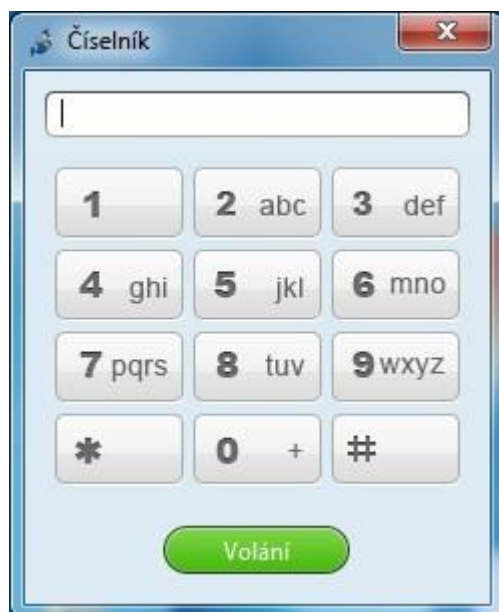 Číselník
1 2 abc 3 def
4 ghi 5 jkl 6 mno
7 pqrs 8 tuv 9 wxyz
* 0 + #
Volání